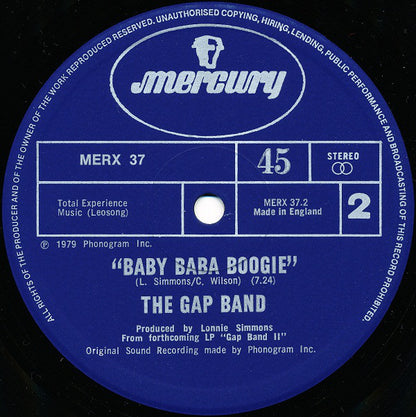 ALL RIGHTS OF THE PRODUCER AND OF THE OWNER OF THE WORK REPRODUCED RESERVED. UNAUTHORISED COPYING, HIRING, LENDING, PUBLIC PERFORMANCE AND BROADCASTING OF THIS RECORD PROHIBITED.
mercury
MERX 37
45
STEREO
Total Experience
Music (Leosong)
MERX 37.2
Made in England
2
℗ 1979 Phonogram Inc.
"BABY BABA BOOGIE"
(L. Simmons/C. Wilson) (7.24)
THE GAP BAND
Produced by Lonnie Simmons
From forthcoming LP "Gap Band II"
Original Sound Recording made by Phonogram Inc.